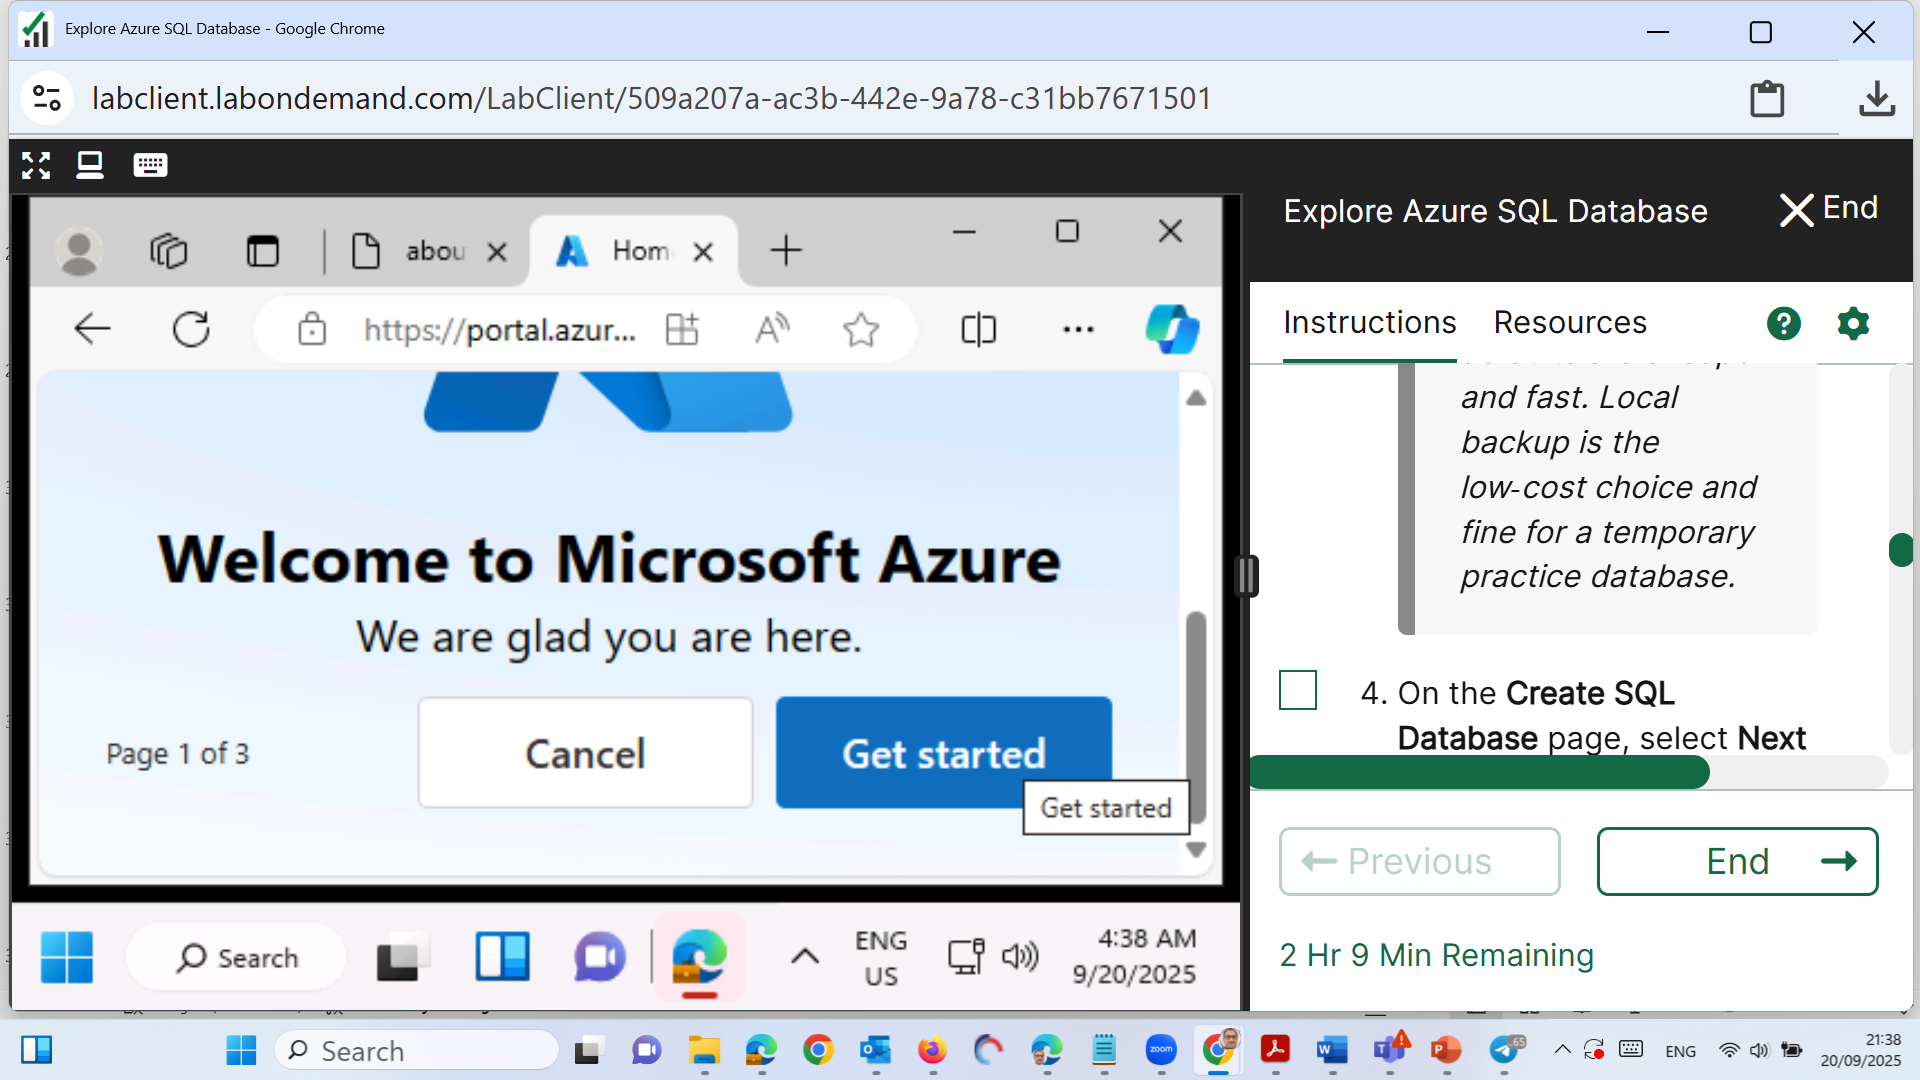 Explore Azure SQL Database - Google Chrome
labclient.labondemand.com/LabClient/509a207a-ac3b-442e-9a78-c31bb7671501
Explore Azure SQL Database
End
abou
Hom
https://portal.azur...
Welcome to Microsoft Azure
We are glad you are here.
Page 1 of 3
Cancel
Get started
Get started
Search
ENG
US
4:38 AM
9/20/2025
Instructions
Resources
and fast. Local
backup is the
low-cost choice and
fine for a temporary
practice database.
4. On the Create SQL
Database page, select Next
Previous
End
2 Hr 9 Min Remaining
Search
zoom
65
ENG
21:38
20/09/2025